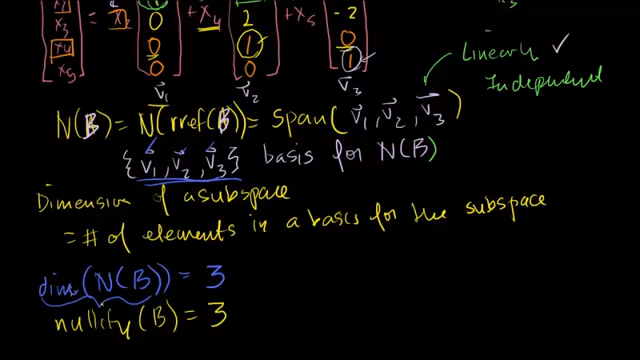 x₃ = x₂ 0 + x₄ 2 + x₅ -2
x₄ 0 1 0
x₅ 0 0 1
v₁ v₂ v₃
Linearly ✓
Independent
N(B) = N(rref(B)) = span(v₁, v₂, v₃)
{v₁, v₂, v₃} basis for N(B)
Dimension of a subspace
= # of elements in a basis for the subspace
dim(N(B)) = 3
nullity(B) = 3